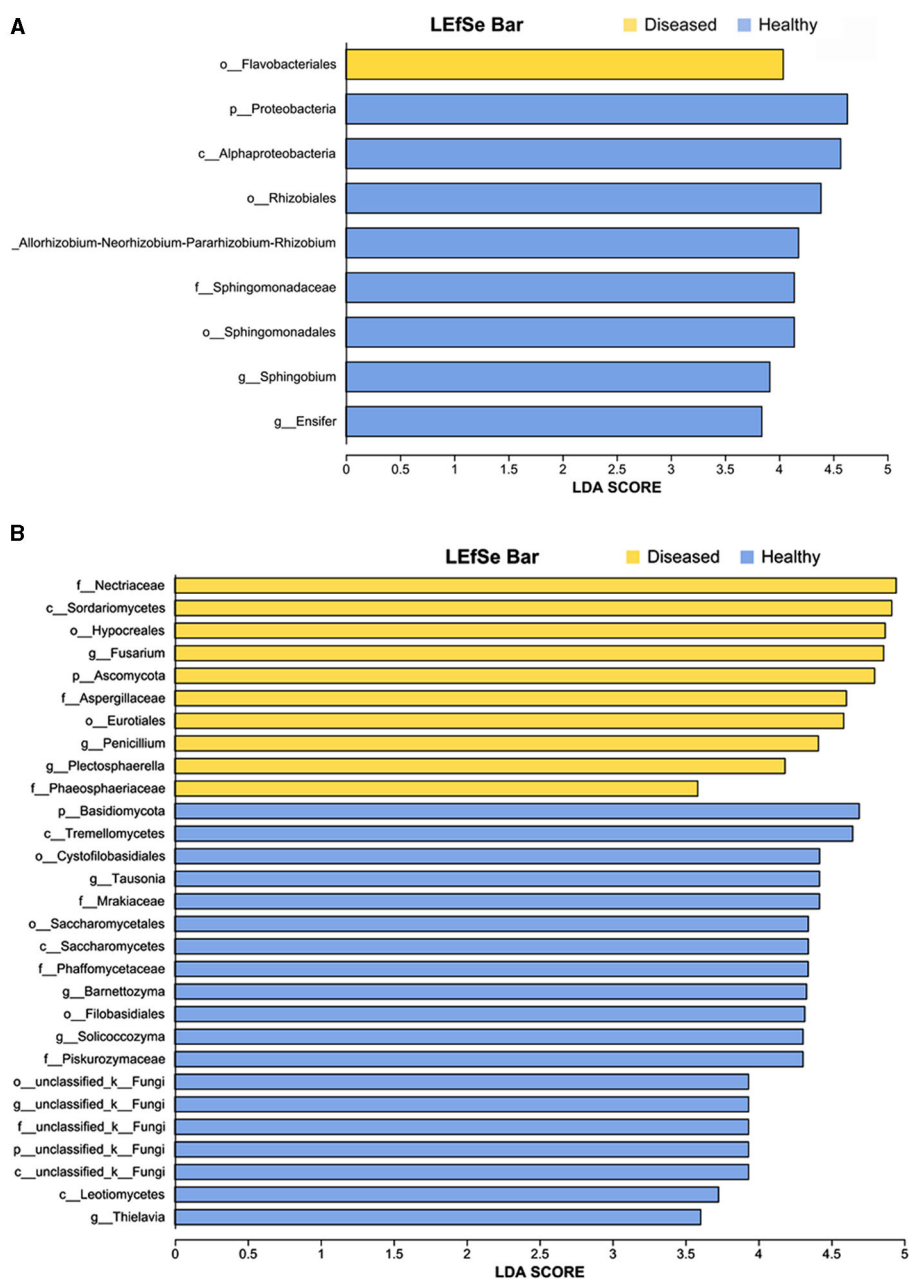 A
LEfSe Bar
Diseased Healthy
o__Flavobacteriales
p__Proteobacteria
c__Alphaproteobacteria
o__Rhizobiales
_Allorhizobium-Neorhizobium-Pararhizobium-Rhizobium
f__Sphingomonadaceae
o__Sphingomonadales
g__Sphingobium
g__Ensifer
0 0.5 1 1.5 2 2.5 3 3.5 4 4.5 5
LDA SCORE
B
LEfSe Bar
Diseased Healthy
f__Nectriaceae
c__Sordariomycetes
o__Hypocreales
g__Fusarium
p__Ascomycota
f__Aspergillaceae
o__Eurotiales
g__Penicillium
g__Plectosphaerella
f__Phaeosphaeriaceae
p__Basidiomycota
c__Tremellomycetes
o__Cystofilobasidiales
g__Tausonia
f__Mrakiaceae
o__Saccharomycetales
c__Saccharomycetes
f__Phaffomycetaceae
g__Barnettozyma
o__Filobasidiales
g__Solicoccozyma
f__Piskurozymaceae
o__unclassified_k__Fungi
g__unclassified_k__Fungi
f__unclassified_k__Fungi
p__unclassified_k__Fungi
c__unclassified_k__Fungi
c__Leotiomycetes
g__Thielavia
0 0.5 1 1.5 2 2.5 3 3.5 4 4.5 5
LDA SCORE